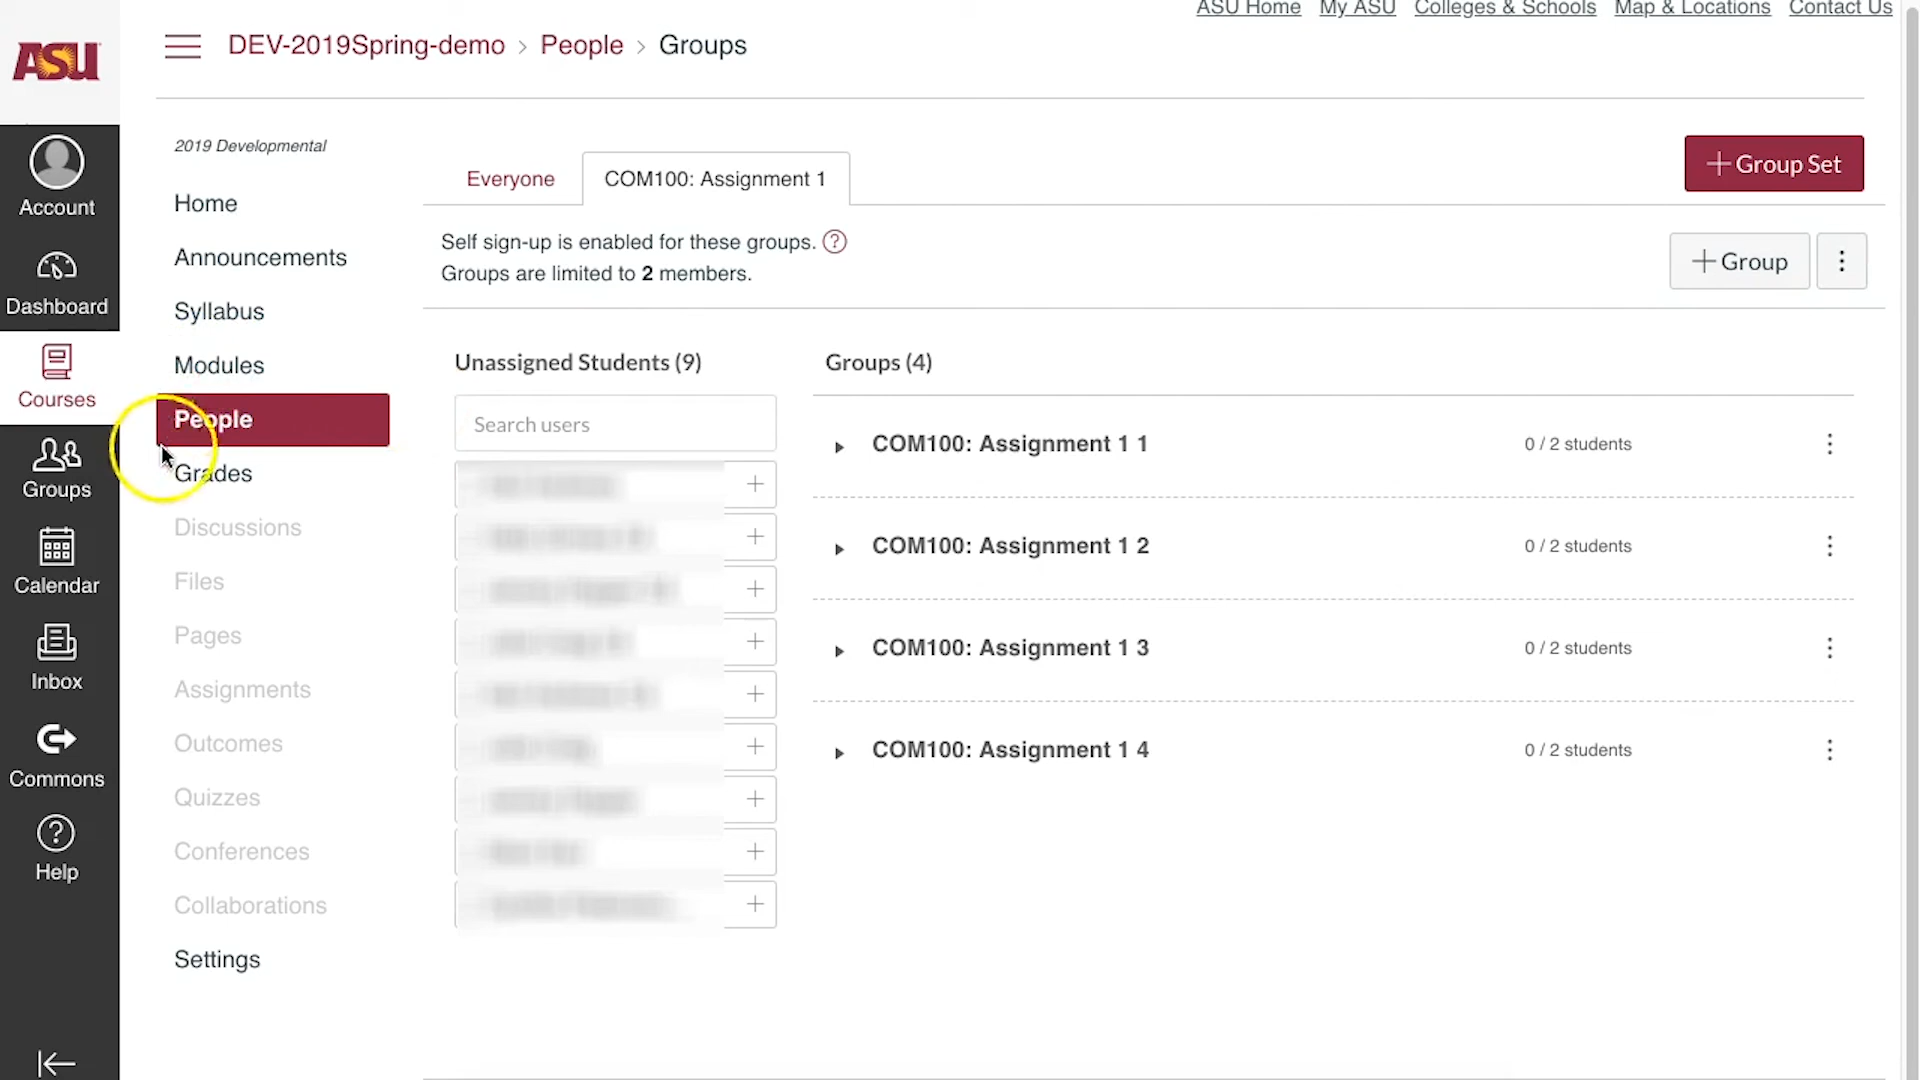 ASU Home My ASU Colleges & Schools Map & Locations Contact Us
ASU
DEV-2019Spring-demo › People › Groups
Account
Dashboard
Courses
Groups
Calendar
Inbox
Commons
Help
2019 Developmental
Home
Announcements
Syllabus
Modules
People
Grades
Discussions
Files
Pages
Assignments
Outcomes
Quizzes
Conferences
Collaborations
Settings
Everyone
COM100: Assignment 1
+ Group Set
Self sign-up is enabled for these groups. ?
Groups are limited to 2 members.
+ Group
Unassigned Students (9)
Search users
Groups (4)
COM100: Assignment 1 1 0 / 2 students
COM100: Assignment 1 2 0 / 2 students
COM100: Assignment 1 3 0 / 2 students
COM100: Assignment 1 4 0 / 2 students